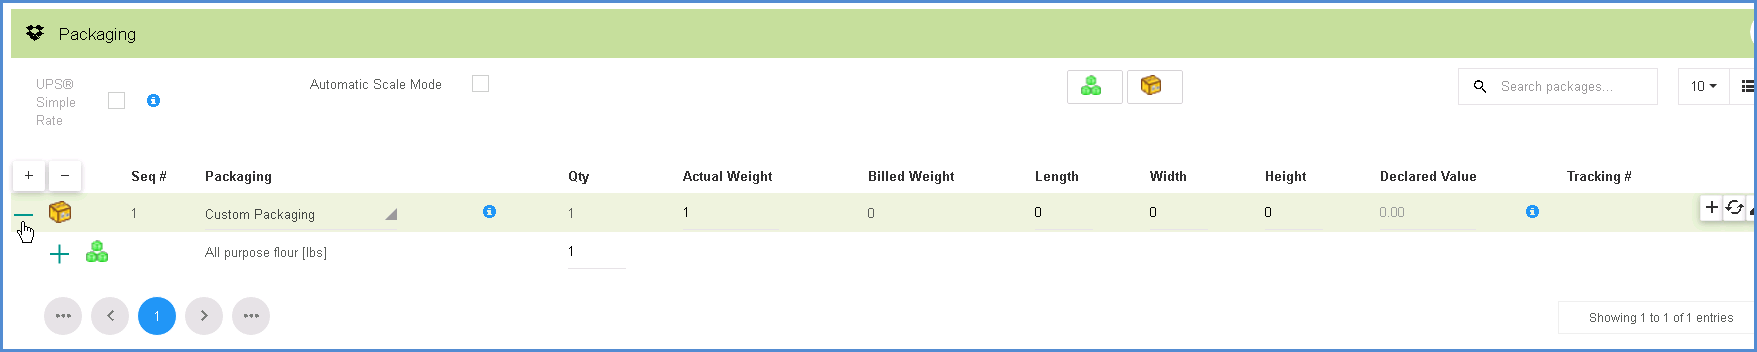 Packaging
UPS®
Simple
Rate
Automatic Scale Mode
Search packages...
10
Seq # Packaging Qty Actual Weight Billed Weight Length Width Height Declared Value Tracking #
1 Custom Packaging 1 1 0 0 0 0 0.00
All purpose flour [lbs] 1
1
Showing 1 to 1 of 1 entries